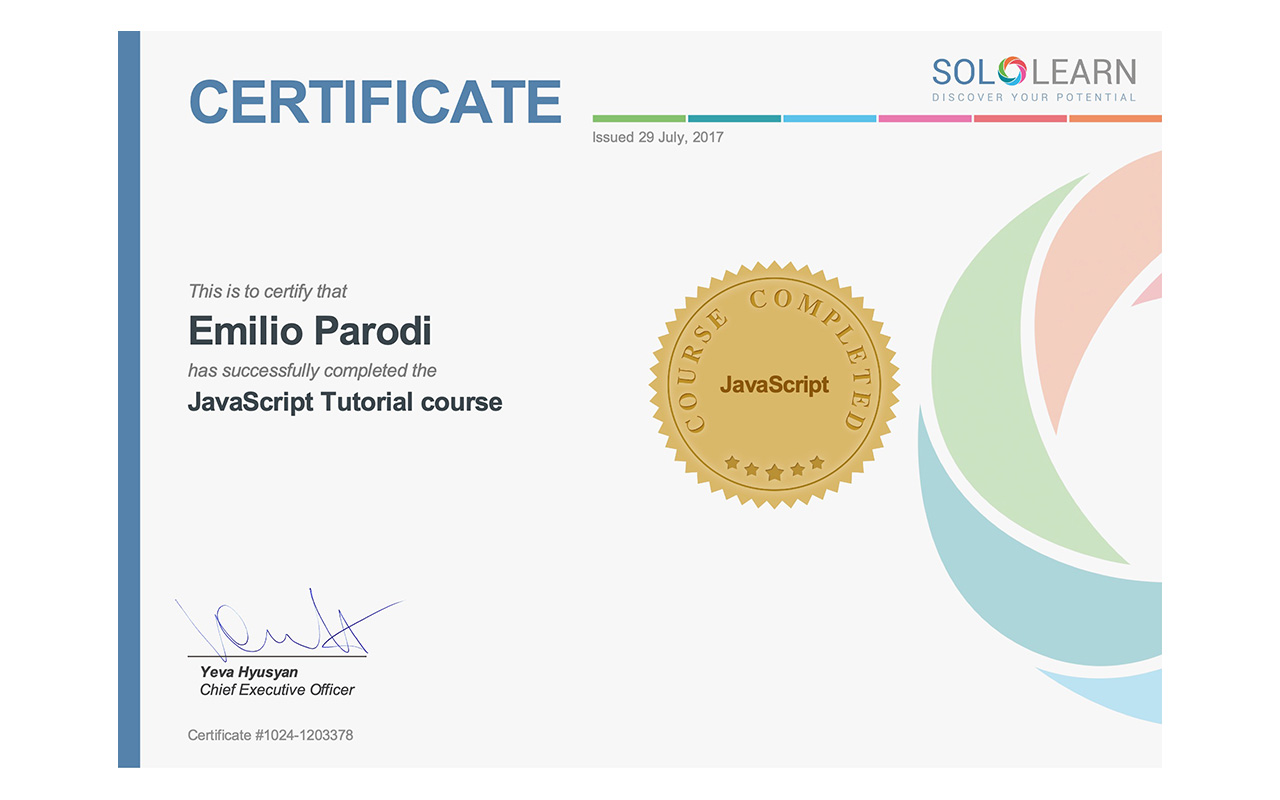 CERTIFICATE
SOLOLEARN
DISCOVER YOUR POTENTIAL
Issued 29 July, 2017
This is to certify that
Emilio Parodi
has successfully completed the
JavaScript Tutorial course
COURSE COMPLETED
JavaScript
Yeva Hyusyan
Chief Executive Officer
Certificate #1024-1203378